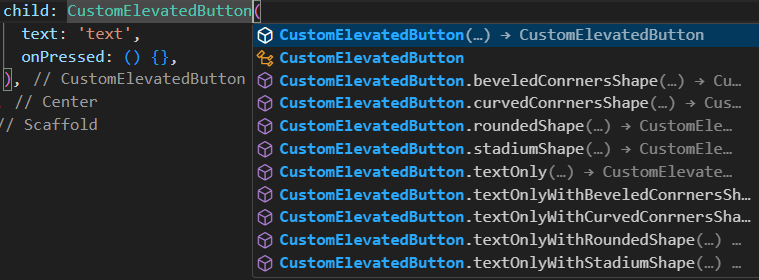 child: CustomElevatedButton(
text: 'text',
onPressed: () {},
), // CustomElevatedButton
// Center
// Scaffold
CustomElevatedButton(…) → CustomElevatedButton
CustomElevatedButton
CustomElevatedButton.beveledConrnersShape(…) → Cu…
CustomElevatedButton.curvedConrnersShape(…) → Cus…
CustomElevatedButton.roundedShape(…) → CustomEle…
CustomElevatedButton.stadiumShape(…) → CustomEle…
CustomElevatedButton.textOnly(…) → CustomElevate…
CustomElevatedButton.textOnlyWithBeveledConrnersSh…
CustomElevatedButton.textOnlyWithCurvedConrnersSha…
CustomElevatedButton.textOnlyWithRoundedShape(…) …
CustomElevatedButton.textOnlyWithStadiumShape(…) …